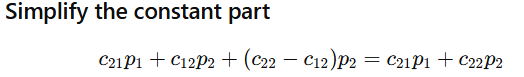 Simplify the constant part
c₂₁p₁ + c₁₂p₂ + (c₂₂ − c₁₂)p₂ = c₂₁p₁ + c₂₂p₂